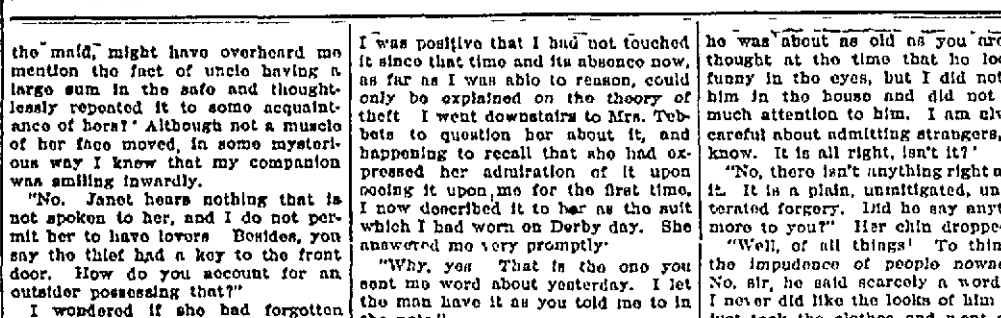 the maid, might have overheard me
mention the fact of uncle having a
large sum in the safe and thought-
lessly repeated it to some acquaint-
ance of hers?' Although not a muscle
of her face moved, in some mysteri-
ous way I knew that my companion
was smiling inwardly.
"No. Janet hears nothing that is
not spoken to her, and I do not per-
mit her to have lovers Besides, you
say the thief had a key to the front
door. How do you account for an
outsider possessing that?"
I wondered if she had forgotten
I was positive that I had not touched
it since that time and its absence now,
as far as I was able to reason, could
only be explained on the theory of
theft I went downstairs to Mrs. Teb-
bets to question her about it, and
happening to recall that she had ex-
pressed her admiration of it upon
seeing it upon me for the first time,
I now described it to her as the suit
which I had worn on Derby day. She
answered me very promptly
"Why, yes That is the one you
sent me word about yesterday. I let
the man have it as you told me to in
he was about as old as you are
thought at the time that he loo
funny in the eyes, but I did not
him in the house and did not
much attention to him. I am al
careful about admitting strangers,
know. It is all right, isn't it?'
"No, there isn't anything right a
it. It is a plain, unmitigated, un
terated forgery. Did he say anyt
more to you?" Her chin droppe
"Well, of all things! To thin
the impudence of people nowa
No, sir, he said scarcely a word
I never did like the looks of him
just took the clothes and went